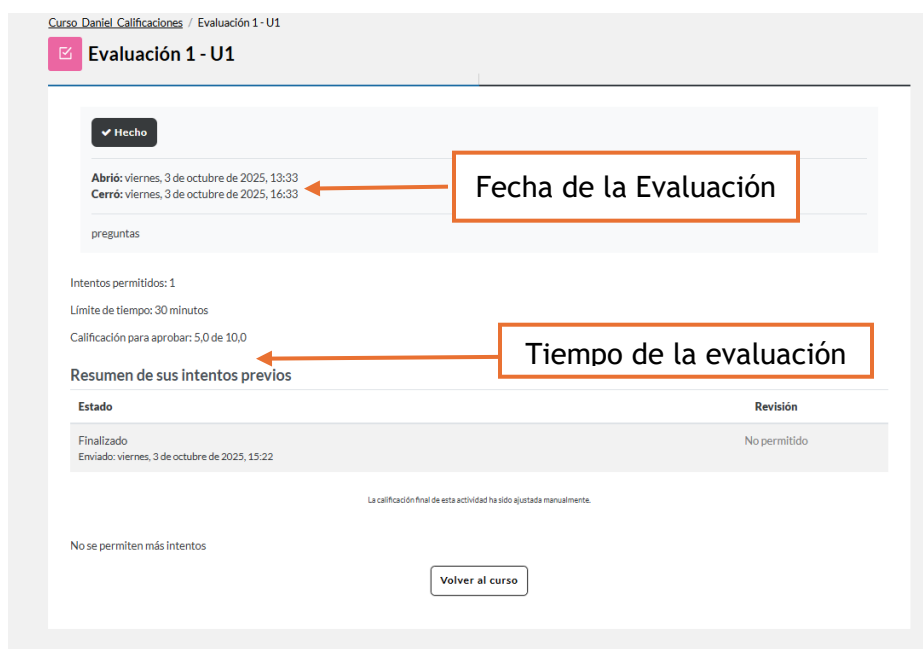 Curso Daniel Calificaciones / Evaluación 1 - U1
Evaluación 1 - U1
✔ Hecho
Abrió: viernes, 3 de octubre de 2025, 13:33
Cerró: viernes, 3 de octubre de 2025, 16:33
Fecha de la Evaluación
preguntas
Intentos permitidos: 1
Límite de tiempo: 30 minutos
Calificación para aprobar: 5,0 de 10,0
Tiempo de la evaluación
Resumen de sus intentos previos
Estado Revisión
Finalizado No permitido
Enviado: viernes, 3 de octubre de 2025, 15:22
La calificación final de esta actividad ha sido ajustada manualmente.
No se permiten más intentos
Volver al curso